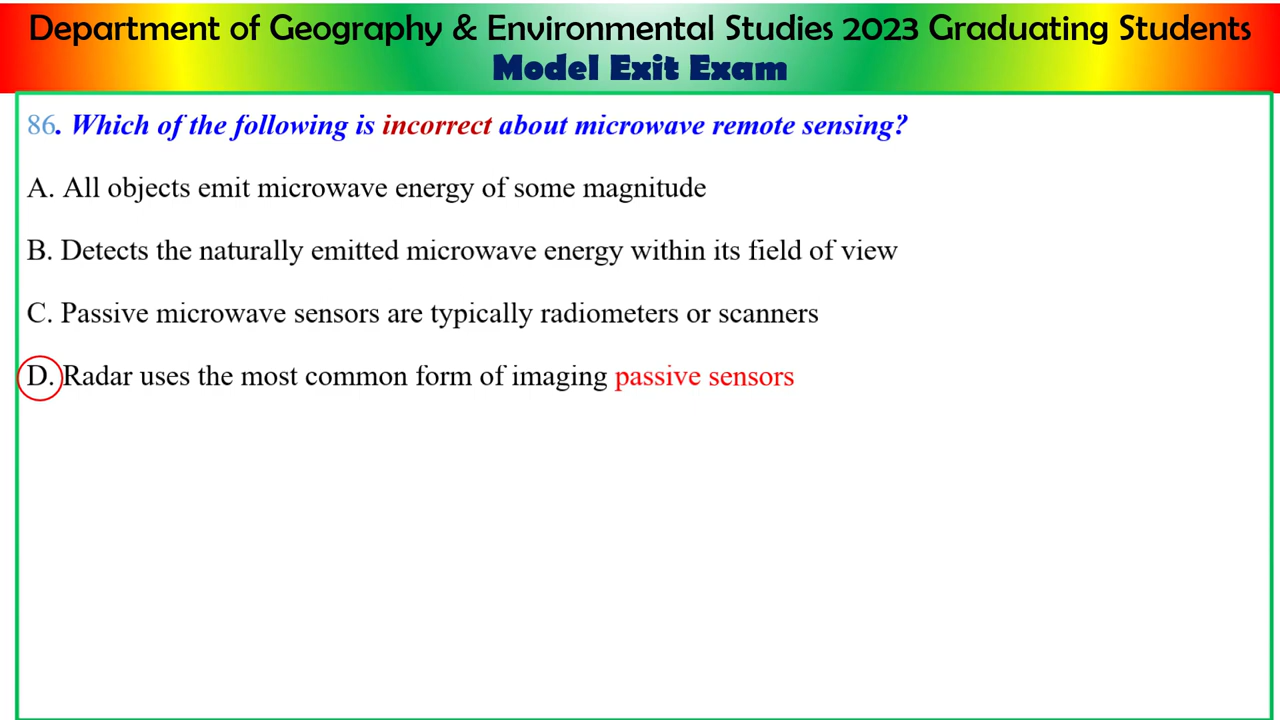 Department of Geography & Environmental Studies 2023 Graduating Students
Model Exit Exam
86. Which of the following is incorrect about microwave remote sensing?
A. All objects emit microwave energy of some magnitude
B. Detects the naturally emitted microwave energy within its field of view
C. Passive microwave sensors are typically radiometers or scanners
D. Radar uses the most common form of imaging passive sensors